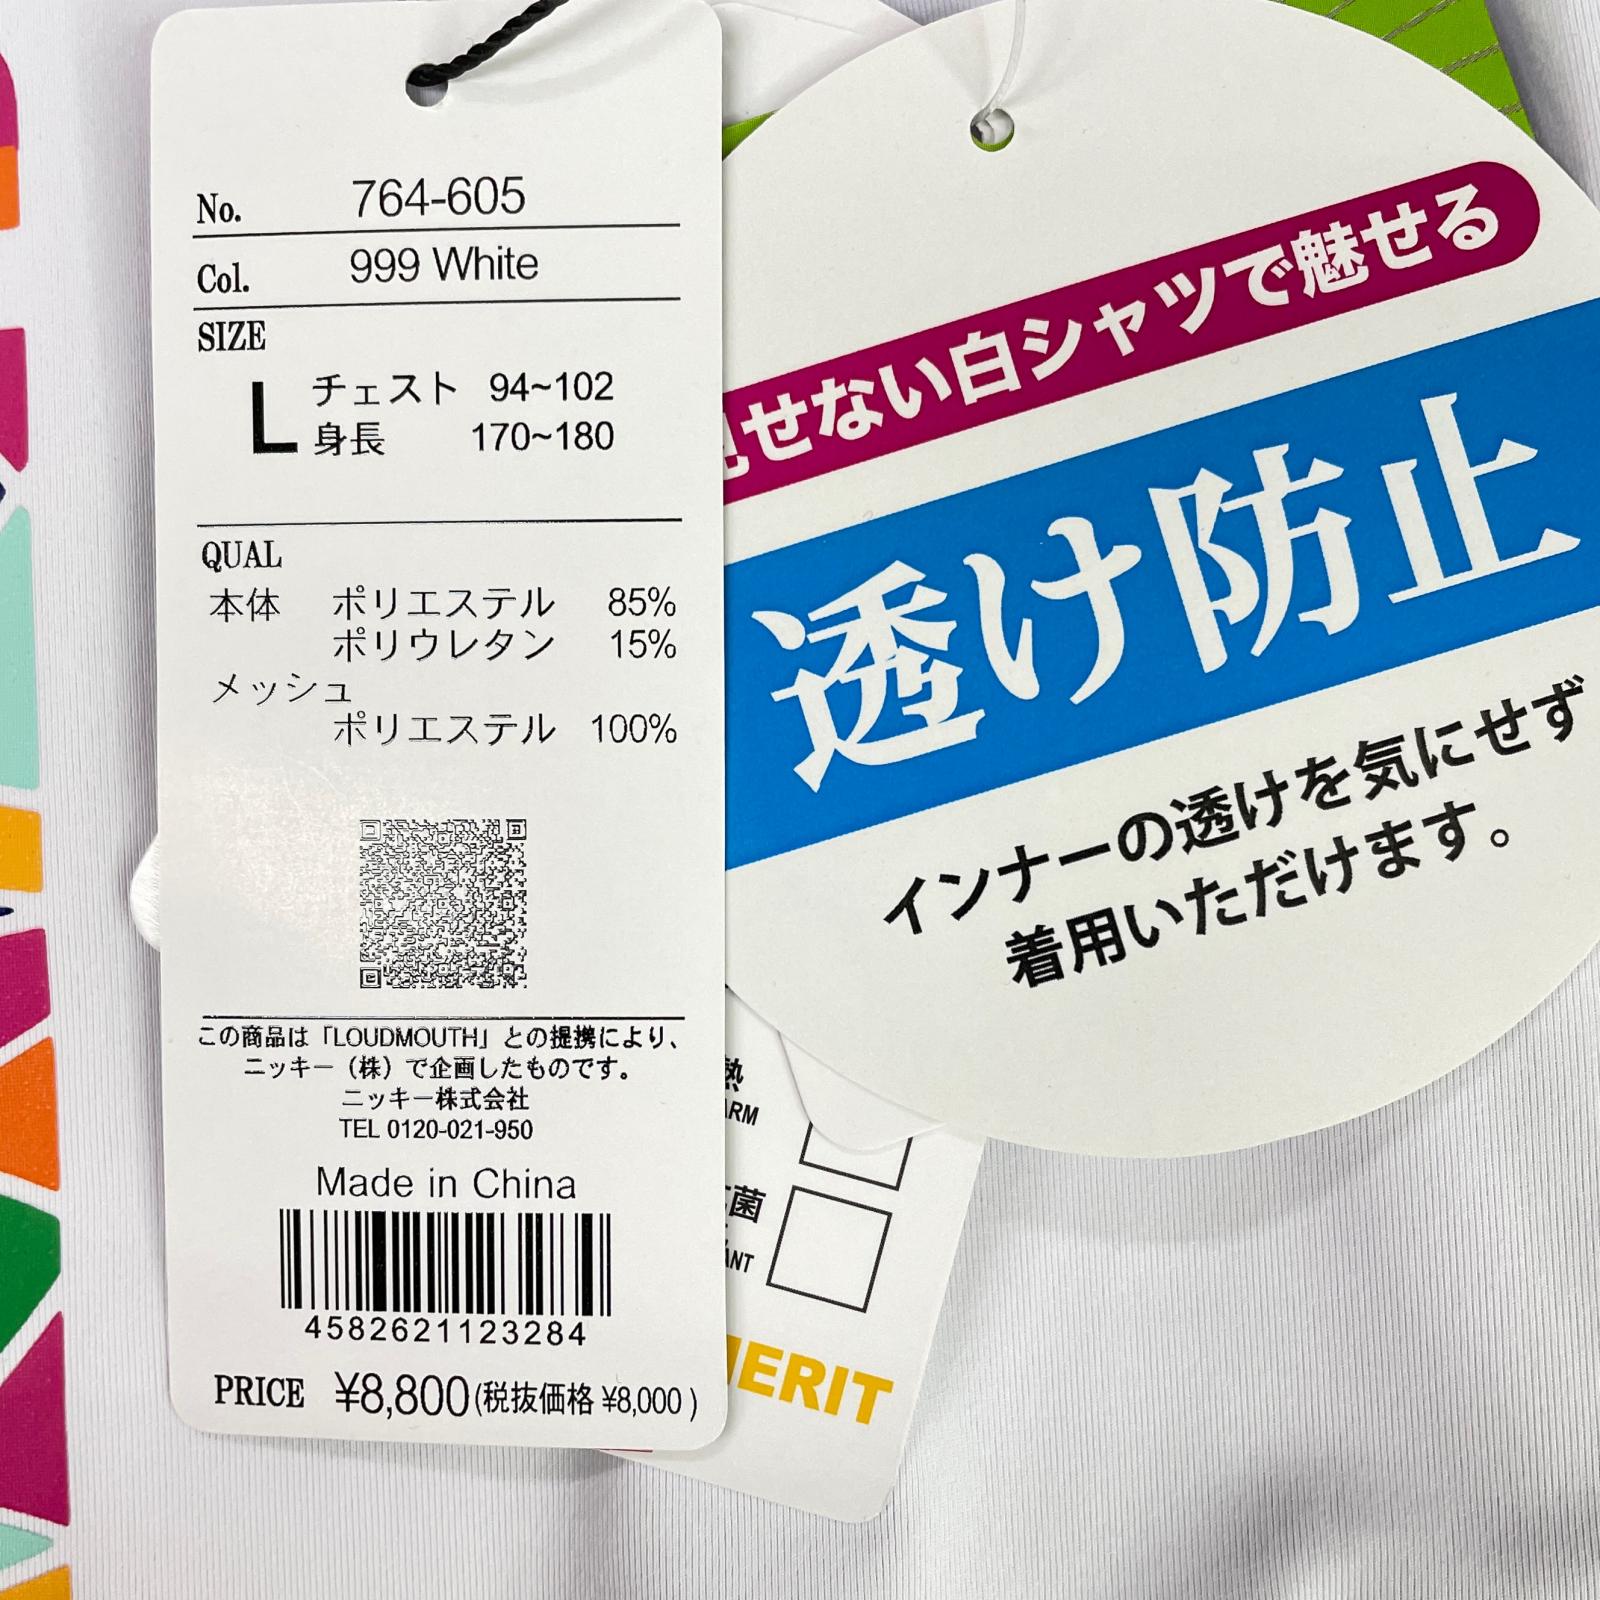 No. 764-605
Col. 999 White
SIZE
L チェスト 94~102
身長 170~180
QUAL
本体 ポリエステル 85%
ポリウレタン 15%
メッシュ
ポリエステル 100%
この商品は「LOUDMOUTH」との提携により、
ニッキー（株）で企画したものです。
ニッキー株式会社
TEL 0120-021-950
Made in China
4582621123284
PRICE ¥8,800(税抜価格 ¥8,000 )
見せない白シャツで魅せる
透け防止
インナーの透けを気にせず
着用いただけます。